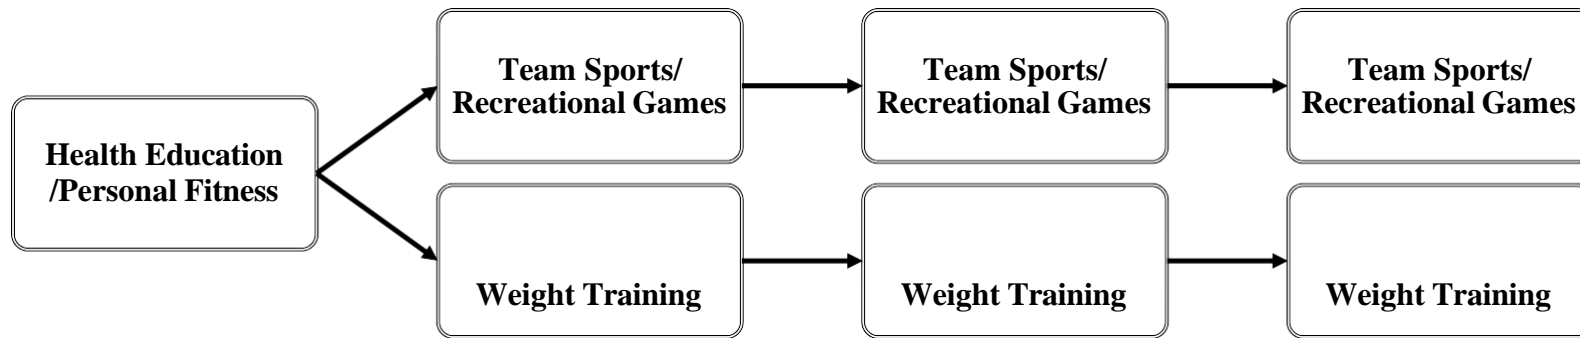 Health Education
/Personal Fitness
Team Sports/
Recreational Games
Team Sports/
Recreational Games
Team Sports/
Recreational Games
Weight Training
Weight Training
Weight Training